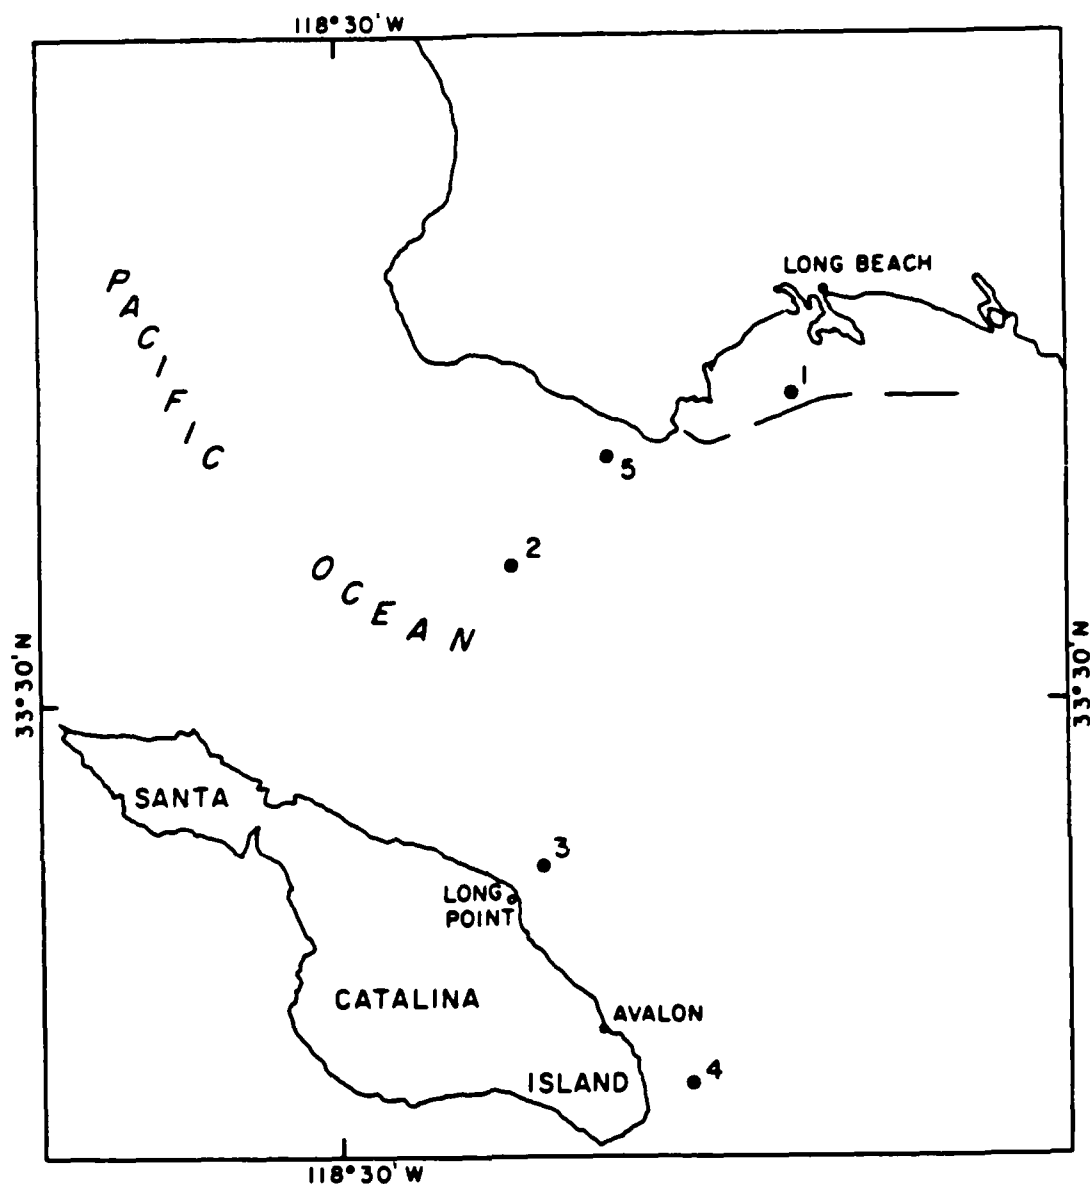 118°30'W
LONG BEACH
PACIFIC
1
5
2
OCEAN
33°30'N
33°30'N
SANTA
3
LONG
POINT
CATALINA
AVALON
ISLAND
4
118°30'W